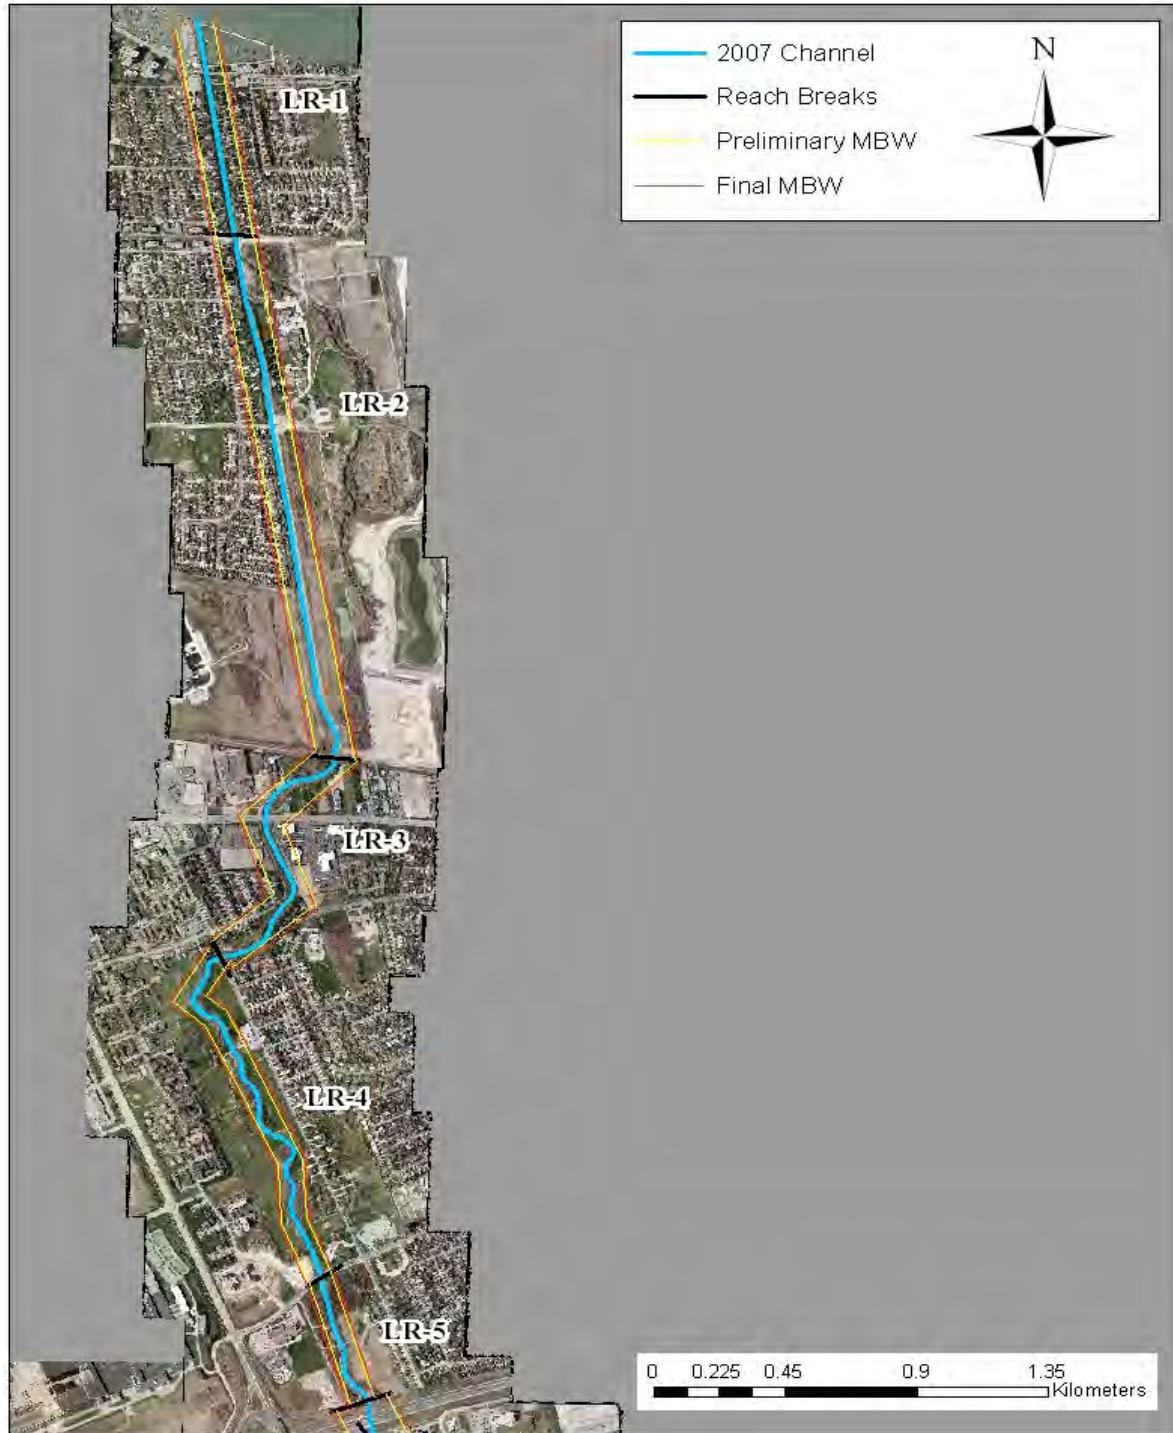 2007 Channel
Reach Breaks
Preliminary MBW
Final MBW
N
LR-1
LR-2
LR-3
LR-4
LR-5
0 0.225 0.45 0.9 1.35
Kilometers